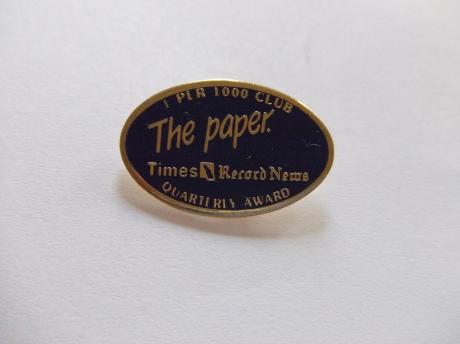 1 PER 1000 CLUB
The paper.
Times Record News
QUARTERLY AWARD